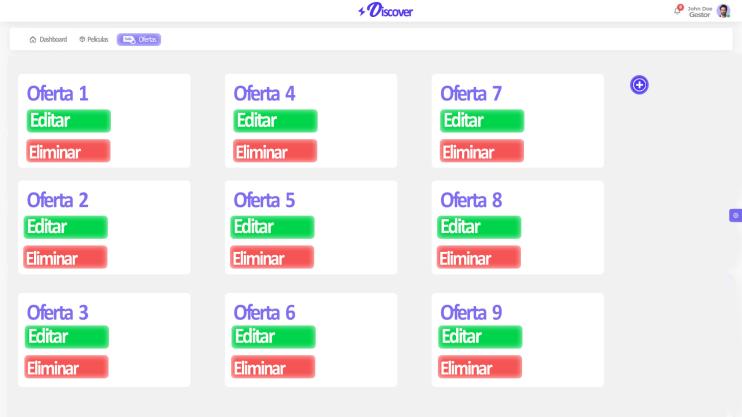 Discover
John Doe
Gestor
Dashboard
Películas
Ofertas
Oferta 1
Editar
Eliminar
Oferta 4
Editar
Eliminar
Oferta 7
Editar
Eliminar
Oferta 2
Editar
Eliminar
Oferta 5
Editar
Eliminar
Oferta 8
Editar
Eliminar
Oferta 3
Editar
Eliminar
Oferta 6
Editar
Eliminar
Oferta 9
Editar
Eliminar